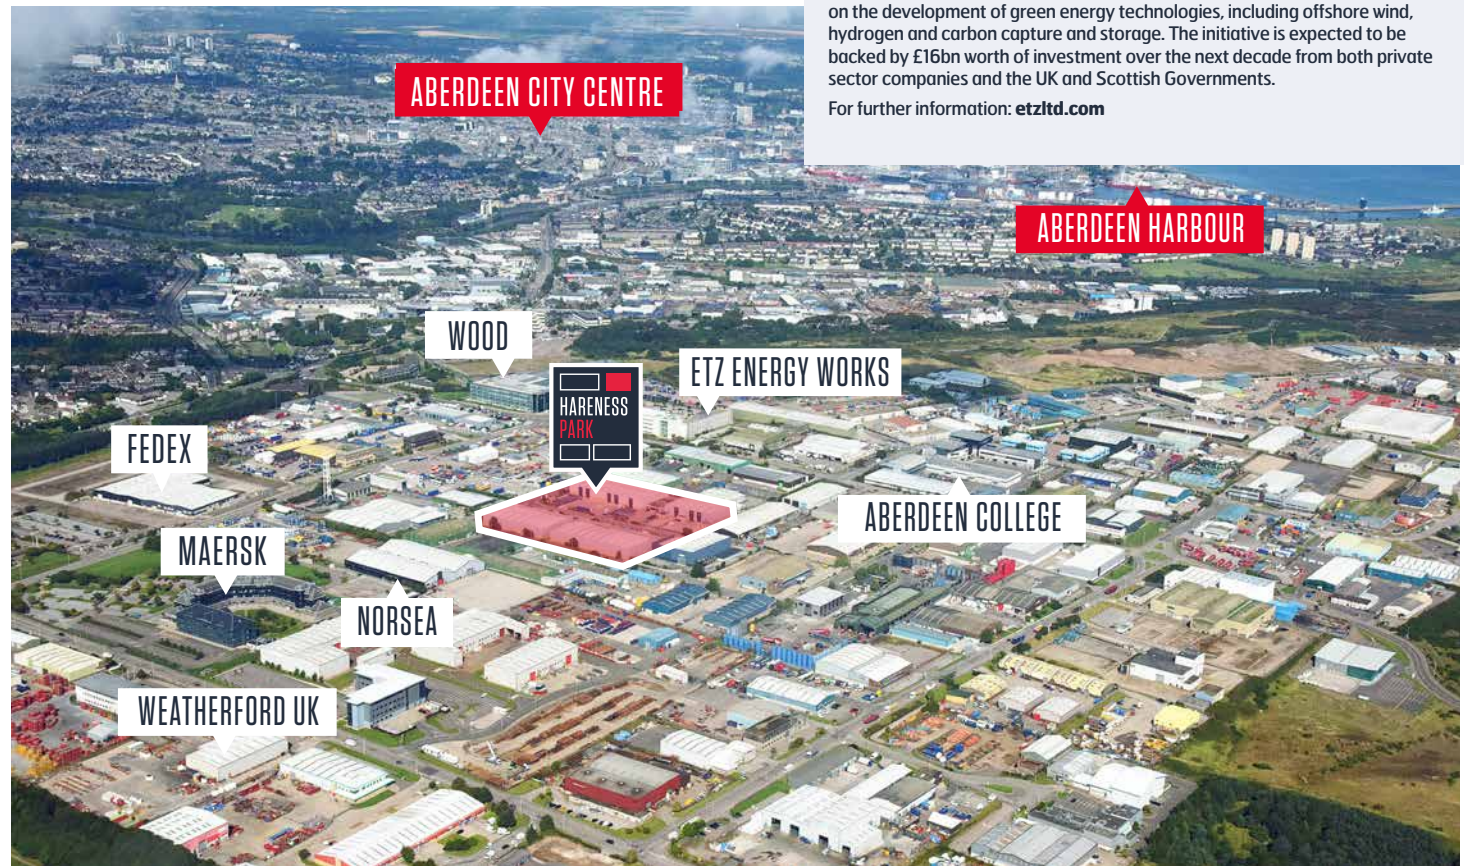 on the development of green energy technologies, including offshore wind,
hydrogen and carbon capture and storage. The initiative is expected to be
backed by £16bn worth of investment over the next decade from both private
sector companies and the UK and Scottish Governments.
For further information: etzltd.com
ABERDEEN CITY CENTRE
ABERDEEN HARBOUR
WOOD
ETZ ENERGY WORKS
HARENESS
PARK
FEDEX
ABERDEEN COLLEGE
MAERSK
NORSEA
WEATHERFORD UK